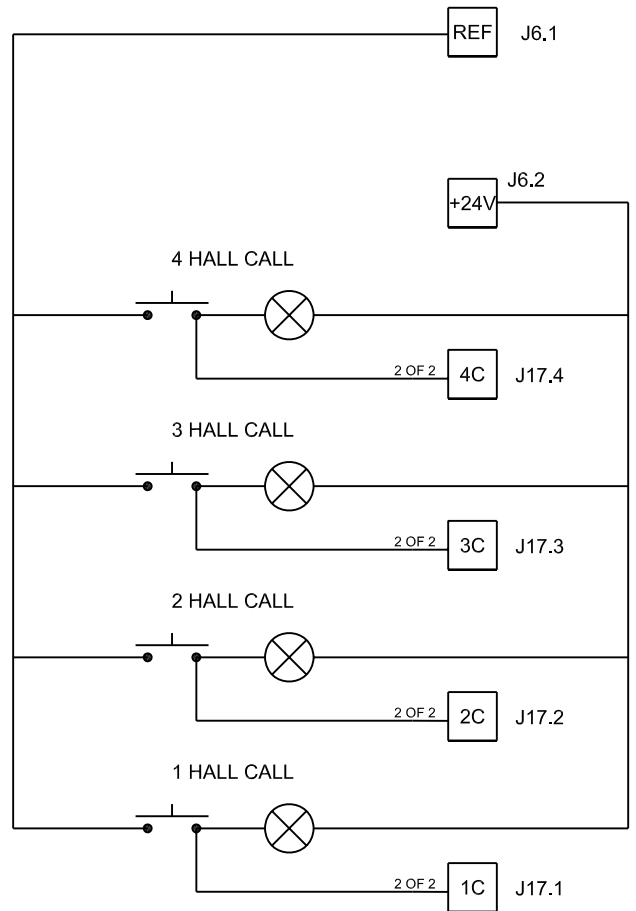 REF J6.1
J6.2
+24V
4 HALL CALL
2 OF 2 4C J17.4
3 HALL CALL
2 OF 2 3C J17.3
2 HALL CALL
2 OF 2 2C J17.2
1 HALL CALL
2 OF 2 1C J17.1